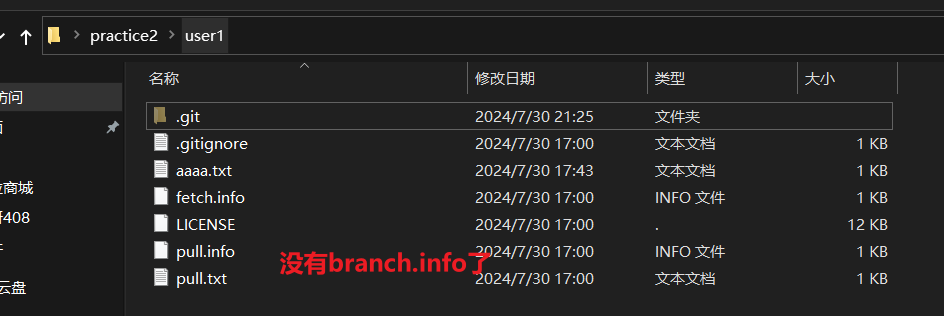 practice2 > user1
名称 修改日期 类型 大小
访问
.git 2024/7/30 21:25 文件夹
.gitignore 2024/7/30 17:00 文本文档 1 KB
aaaa.txt 2024/7/30 17:43 文本文档 1 KB
商城
fetch.info 2024/7/30 17:00 INFO 文件 1 KB
408
LICENSE 2024/7/30 17:00 . 12 KB
pull.info 2024/7/30 17:00 INFO 文件 1 KB
没有branch.info了
pull.txt 2024/7/30 17:00 文本文档 1 KB
云盘